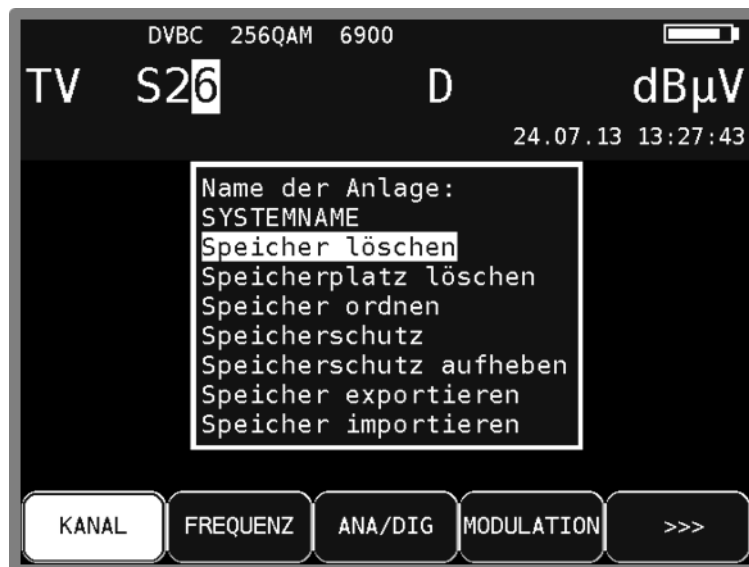 DVBC 256QAM 6900
TV S26 D dBµV
24.07.13 13:27:43
Name der Anlage:
SYSTEMNAME
Speicher löschen
Speicherplatz löschen
Speicher ordnen
Speicherschutz
Speicherschutz aufheben
Speicher exportieren
Speicher importieren
KANAL FREQUENZ ANA/DIG MODULATION >>>